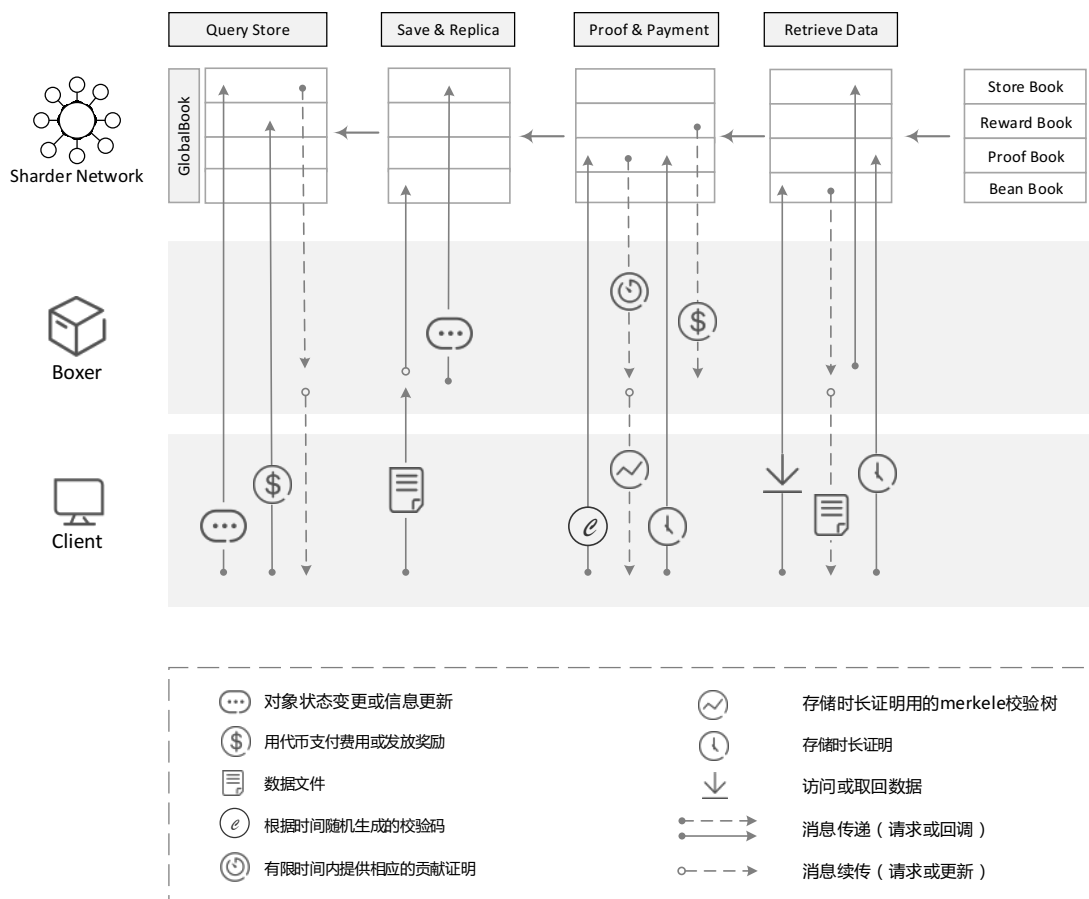 Query Store
Save & Replica
Proof & Payment
Retrieve Data
GlobalBook
Store Book
Reward Book
Proof Book
Bean Book
Sharder Network
Boxer
Client
$
$
𝒞
对象状态变更或信息更新
$ 用代币支付费用或发放奖励
数据文件
𝒞 根据时间随机生成的校验码
有限时间内提供相应的贡献证明
存储时长证明用的merkele校验树
存储时长证明
访问或取回数据
消息传递（请求或回调）
消息续传（请求或更新）